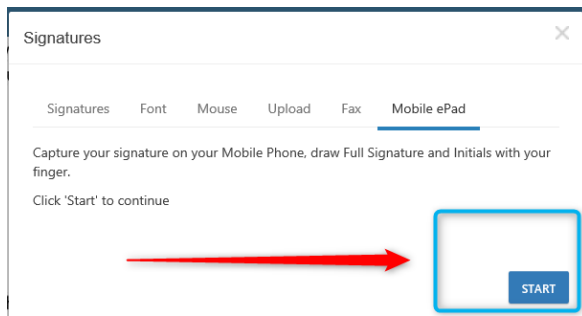 Signatures
Signatures Font Mouse Upload Fax Mobile ePad
Capture your signature on your Mobile Phone, draw Full Signature and Initials with your
finger.
Click 'Start' to continue
START